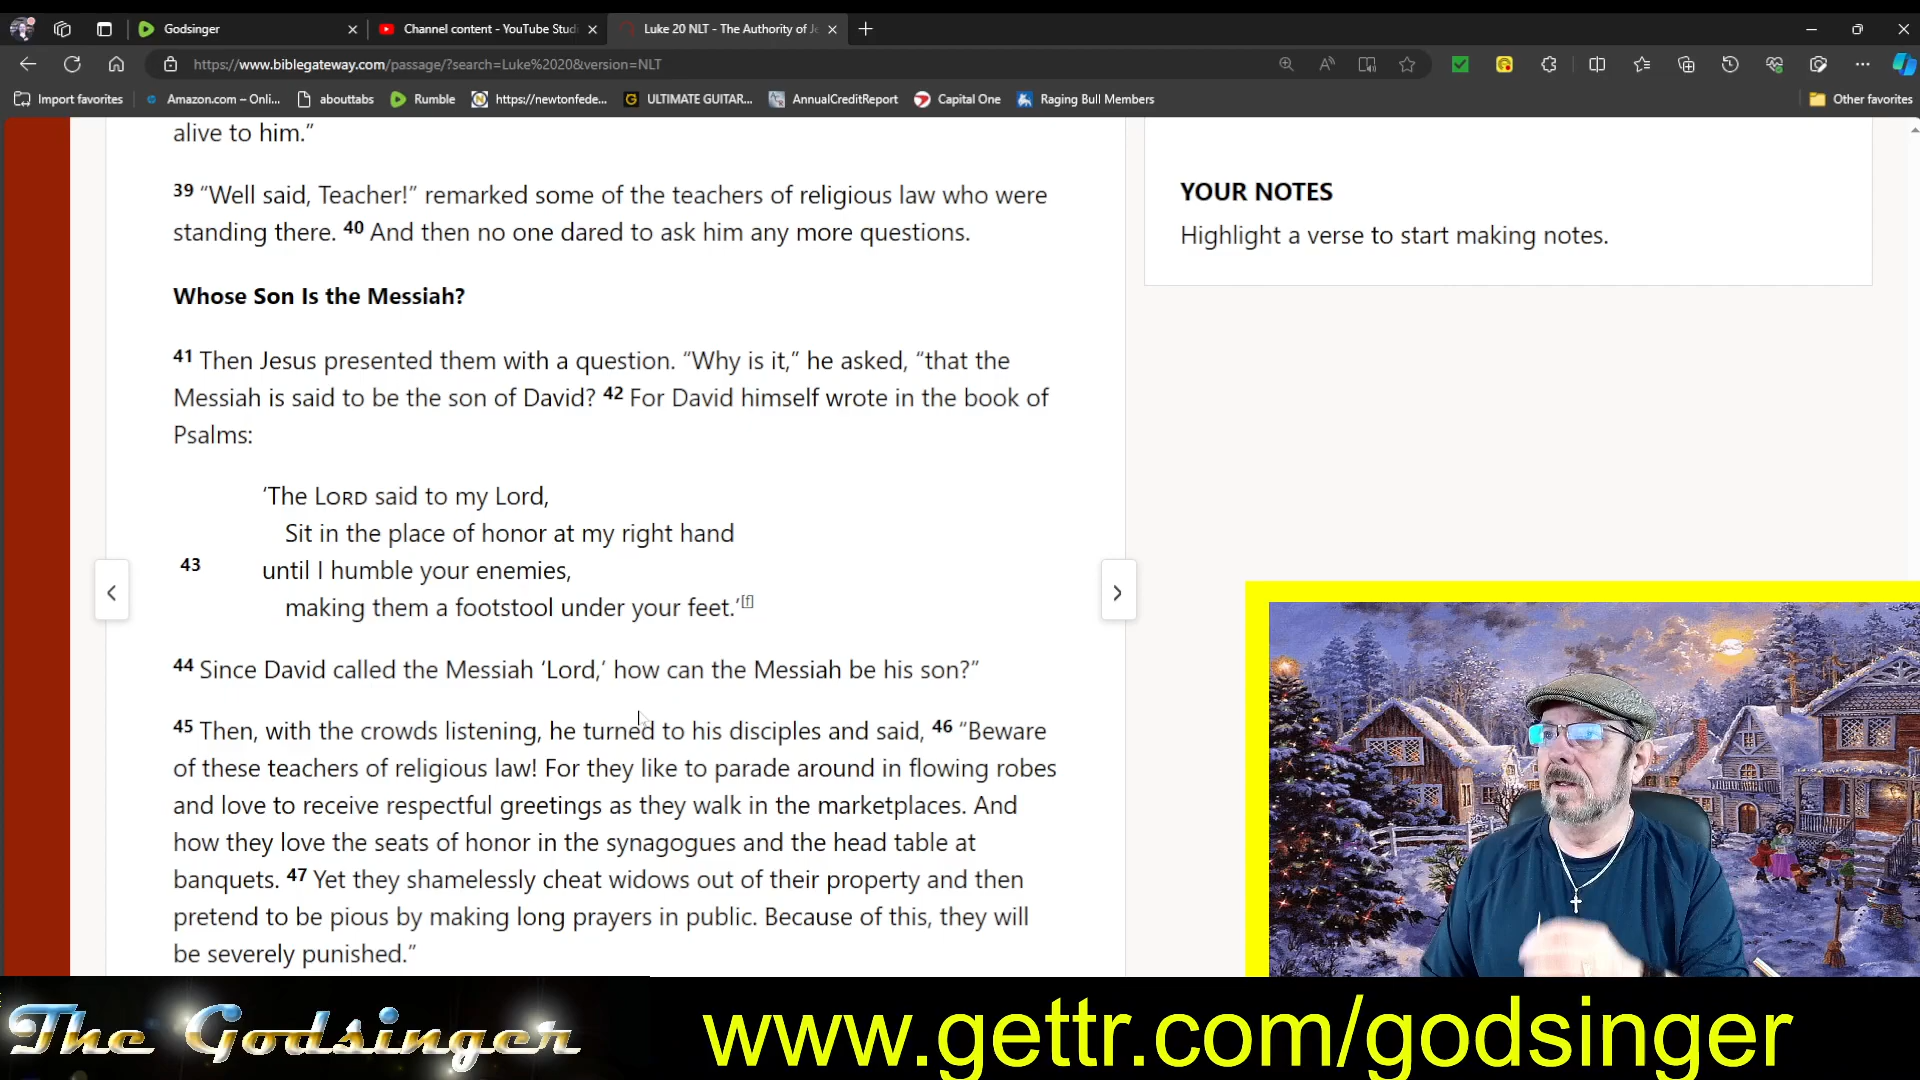 Godsinger
Channel content - YouTube Studi
Luke 20 NLT - The Authority of Je
https://www.biblegateway.com/passage/?search=Luke%2020&version=NLT
Import favorites
Amazon.com – Onli...
abouttabs
Rumble
https://newtonfede...
ULTIMATE GUITAR...
AnnualCreditReport
Capital One
Raging Bull Members
Other favorites
alive to him.”
39 “Well said, Teacher!” remarked some of the teachers of religious law who were
standing there. 40 And then no one dared to ask him any more questions.
Whose Son Is the Messiah?
41 Then Jesus presented them with a question. “Why is it,” he asked, “that the
Messiah is said to be the son of David? 42 For David himself wrote in the book of
Psalms:
‘The LORD said to my Lord,
Sit in the place of honor at my right hand
43 until I humble your enemies,
making them a footstool under your feet.’[f]
44 Since David called the Messiah ‘Lord,’ how can the Messiah be his son?”
45 Then, with the crowds listening, he turned to his disciples and said, 46 “Beware
of these teachers of religious law! For they like to parade around in flowing robes
and love to receive respectful greetings as they walk in the marketplaces. And
how they love the seats of honor in the synagogues and the head table at
banquets. 47 Yet they shamelessly cheat widows out of their property and then
pretend to be pious by making long prayers in public. Because of this, they will
be severely punished.”
YOUR NOTES
Highlight a verse to start making notes.
The Godsinger
www.gettr.com/godsinger